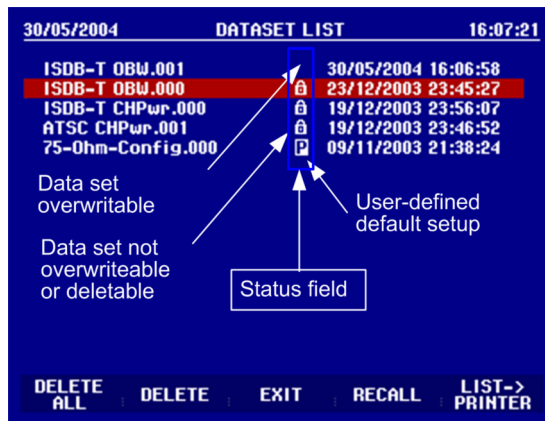 30/05/2004 DATASET LIST 16:07:21
ISDB-T OBW.001 30/05/2004 16:06:58
ISDB-T OBW.000 23/12/2003 23:45:27
ISDB-T CHPwr.000 19/12/2003 23:56:07
ATSC CHPwr.001 19/12/2003 23:46:52
75-Ohm-Config.000 P 09/11/2003 21:38:24
Data set
overwritable
User-defined
default setup
Data set not
overwriteable
or deletable
Status field
DELETE
ALL
DELETE
EXIT
RECALL
LIST->
PRINTER